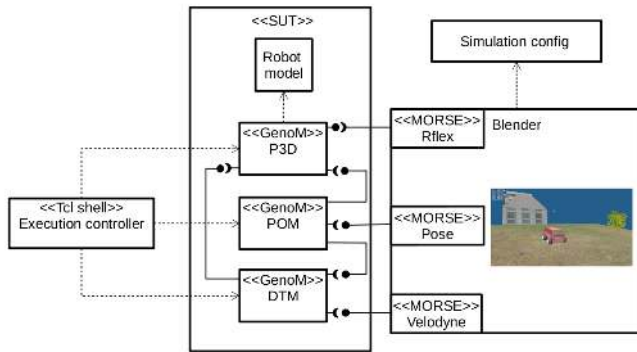 <<SUT>>
Robot
model
Simulation config
<<GenoM>>
P3D
<<MORSE>>
Rflex
Blender
<<Tcl shell>>
Execution controller
<<GenoM>>
POM
<<MORSE>>
Pose
<<GenoM>>
DTM
<<MORSE>>
Velodyne